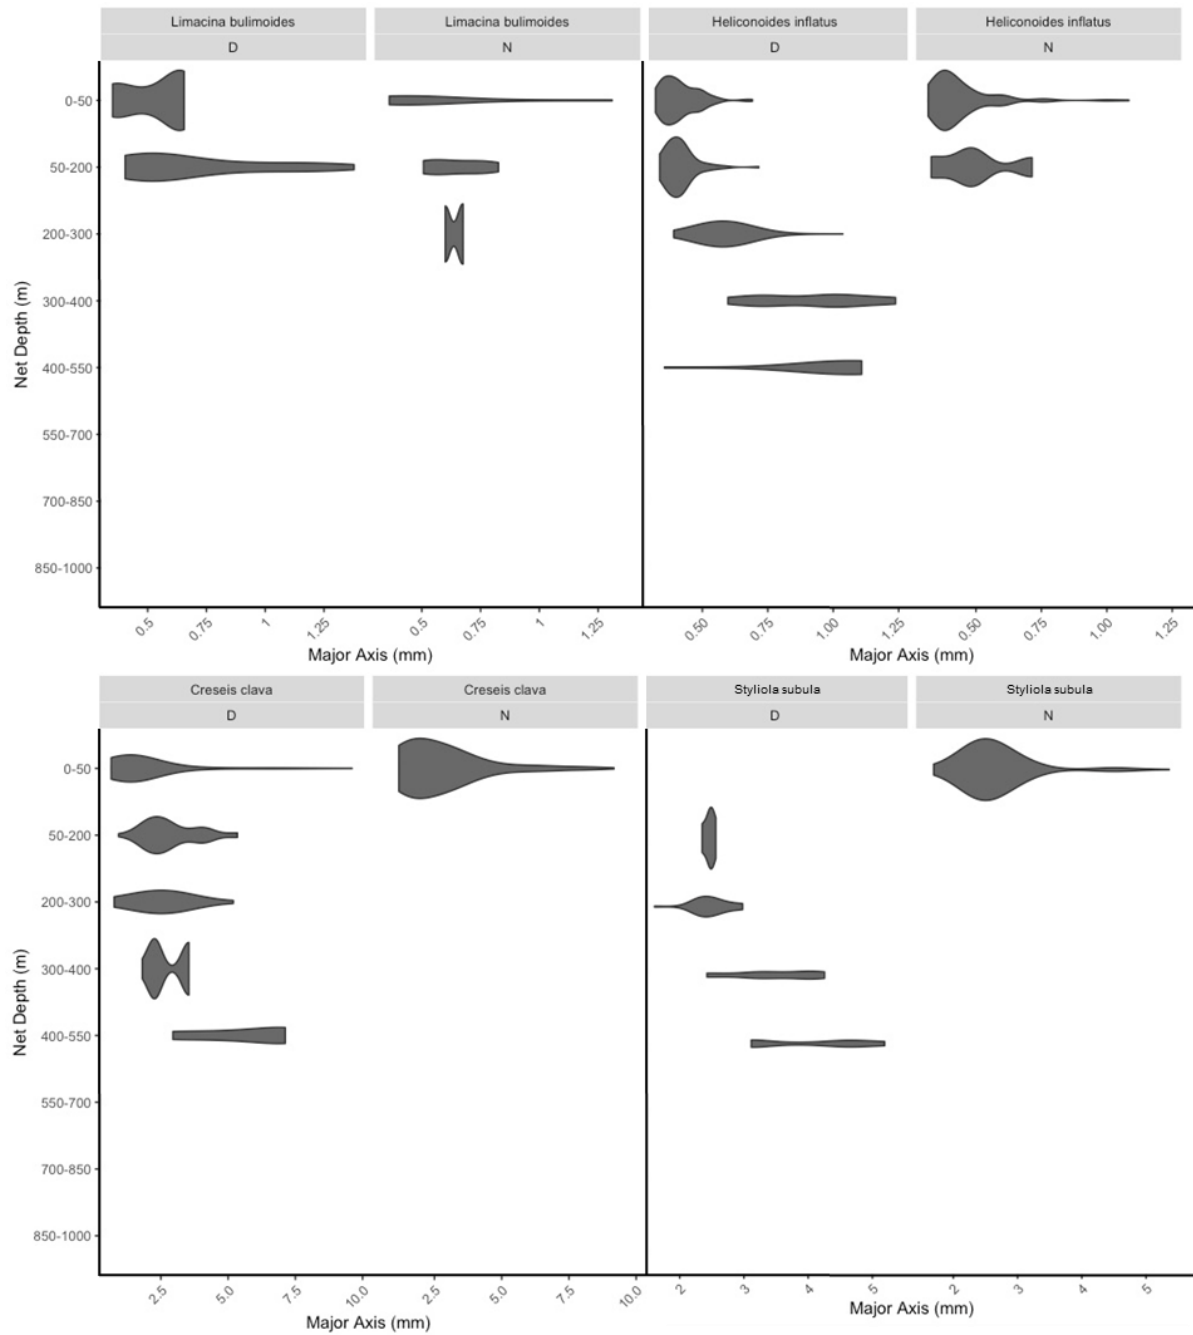 Limacina bulimoides Limacina bulimoides Heliconoides inflatus Heliconoides inflatus
D N D N
0-50
50-200
200-300
300-400
400-550
550-700
700-850
850-1000
Net Depth (m)
0.5 0.75 1 1.25 0.5 0.75 1 1.25 0.50 0.75 1.00 1.25 0.50 0.75 1.00 1.25
Major Axis (mm) Major Axis (mm)
Creseis clava Creseis clava Styliola subula Styliola subula
D N D N
0-50
50-200
200-300
300-400
400-550
550-700
700-850
850-1000
Net Depth (m)
2.5 5.0 7.5 10.0 2.5 5.0 7.5 10.0 2 3 4 5 2 3 4 5
Major Axis (mm) Major Axis (mm)